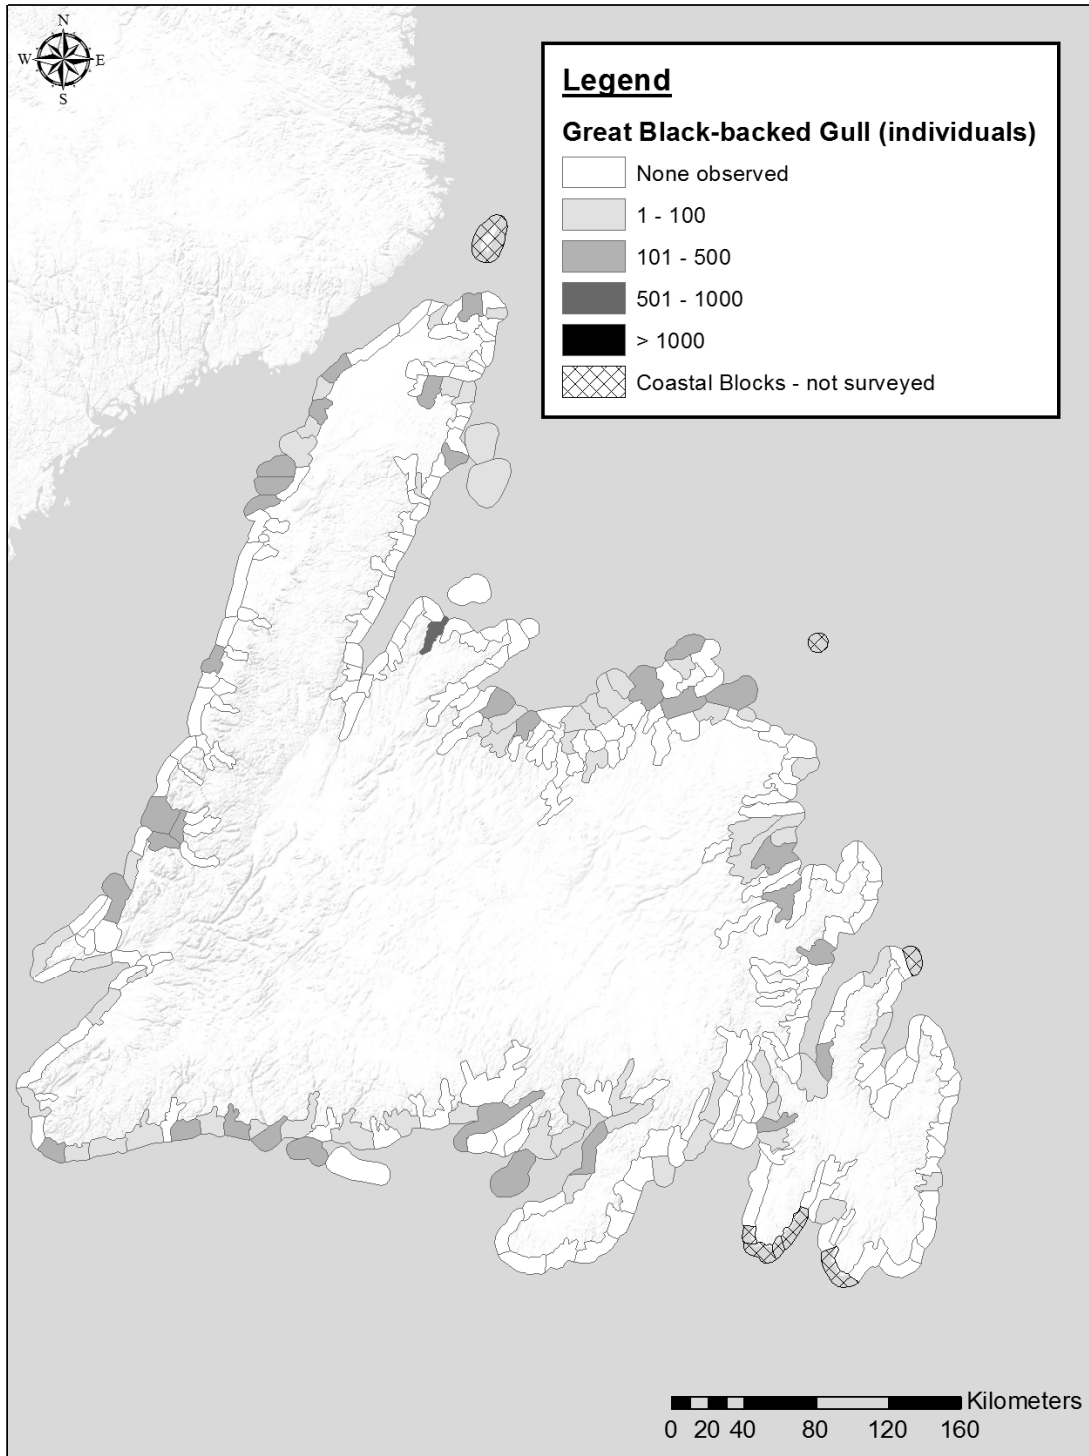 N
W E
S
Legend
Great Black-backed Gull (individuals)
None observed
1 - 100
101 - 500
501 - 1000
> 1000
Coastal Blocks - not surveyed
Kilometers
0 20 40 80 120 160